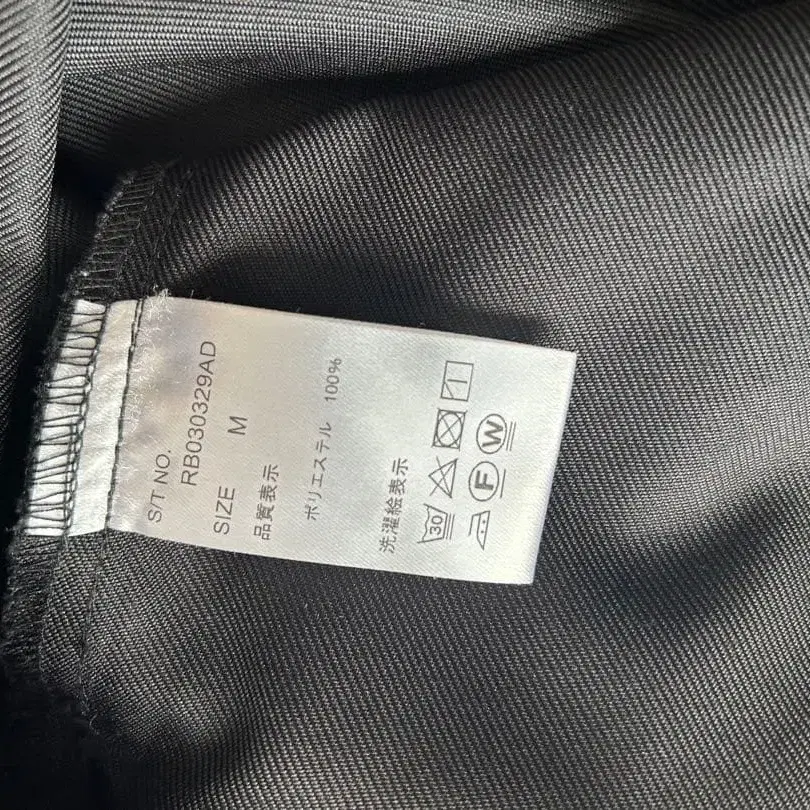 S/T NO.
RB030329AD
SIZE M
品質表示
ポリエステル 100%
洗濯絵表示
30
F W